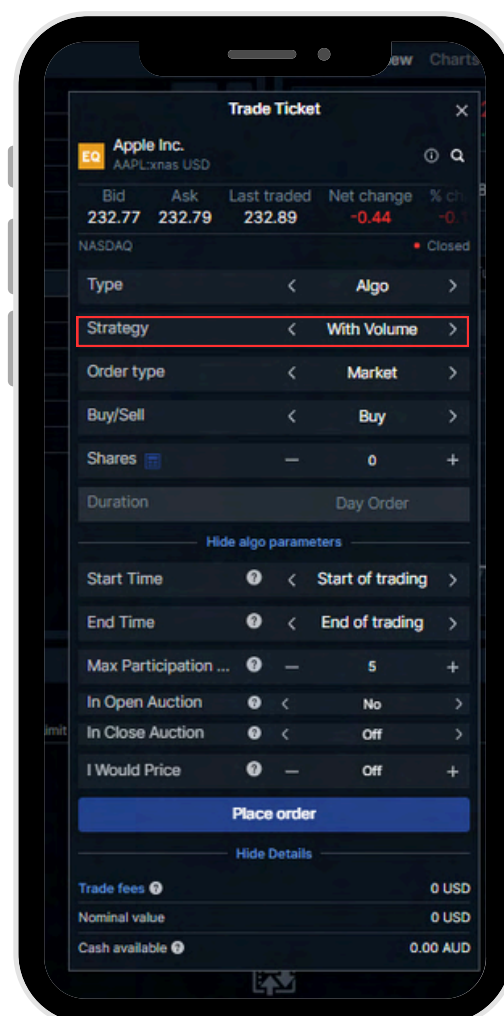 ew Charts
Trade Ticket ×
EQ Apple Inc.
AAPL:xnas USD
Bid Ask Last traded Net change % ch
232.77 232.79 232.89 -0.44 -0.1
NASDAQ • Closed
Type < Algo >
Strategy < With Volume >
Order type < Market >
Buy/Sell < Buy >
Shares — 0 +
Duration Day Order
Hide algo parameters
Start Time ? < Start of trading >
End Time ? < End of trading >
Max Participation ... ? — 5 +
In Open Auction ? < No >
imit
In Close Auction ? < Off >
I Would Price ? — Off +
Place order
Hide Details
Trade fees ? 0 USD
Nominal value 0 USD
Cash available ? 0.00 AUD